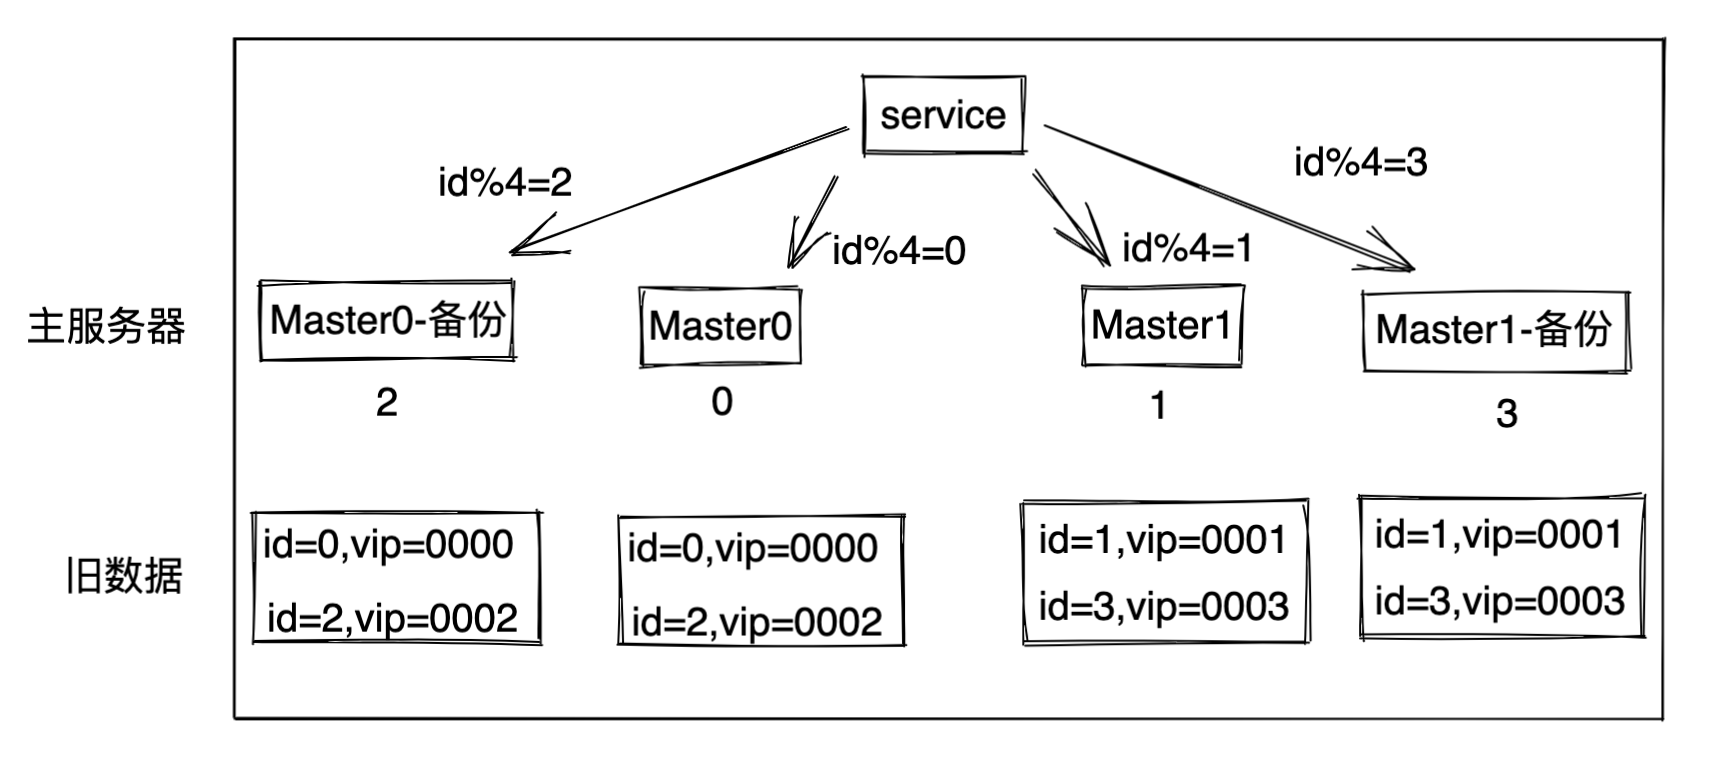 service
id%4=2
id%4=0
id%4=1
id%4=3
主服务器
Master0-备份
Master0
Master1
Master1-备份
2
0
1
3
旧数据
id=0,vip=0000
id=2,vip=0002
id=0,vip=0000
id=2,vip=0002
id=1,vip=0001
id=3,vip=0003
id=1,vip=0001
id=3,vip=0003